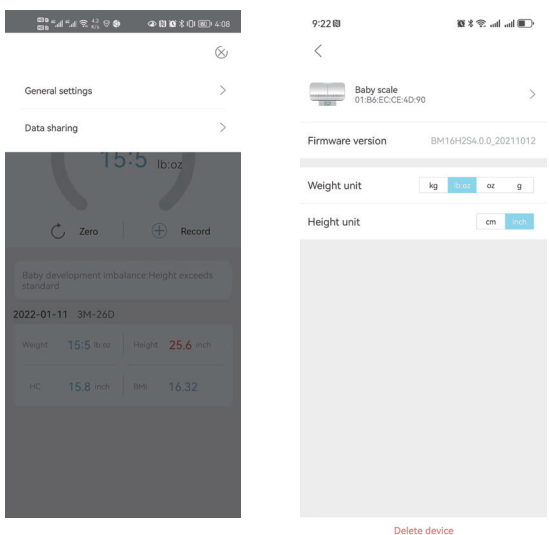 4:08
General settings
Data sharing
15:5 lb:oz
Zero
Record
Baby development imbalance:Height exceeds
standard
2022-01-11 3M-26D
Weight 15:5 lb:oz Height 25.6 inch
HC 15.8 inch BMI 16.32
9:22
Baby scale
01:B6:EC:CE:4D:90
Firmware version BM16H2S4.0.0_20211012
Weight unit kg lb:oz oz g
Height unit cm inch
Delete device